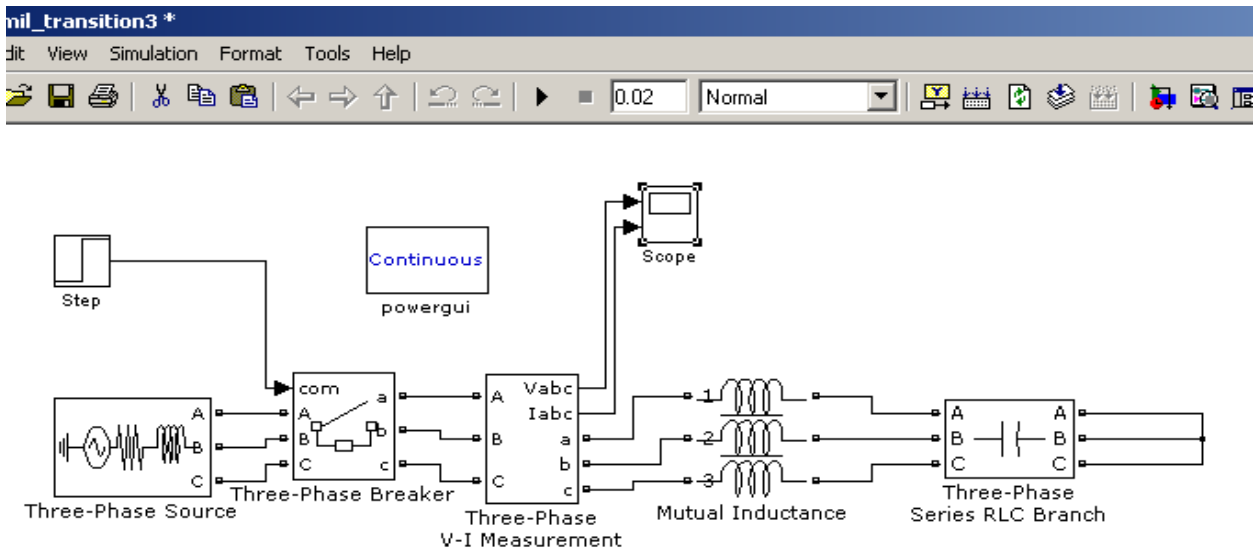 mil_transition3 *
dit View Simulation Format Tools Help
0.02 Normal
Scope
Step
Continuous
powergui
com
A
B
C
a
b
c
A
B
C
Three-Phase Source
Three-Phase Breaker
A
B
C
Vabc
Iabc
a
b
c
Three-Phase
V-I Measurement
1
2
3
Mutual Inductance
A
B
C
A
B
C
Three-Phase
Series RLC Branch